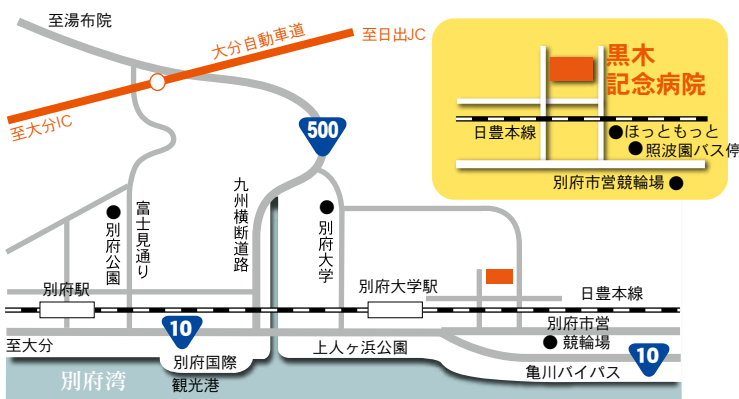 至湯布院
大分自動車道
至日出JC
至大分IC
500
黒木
記念病院
日豊本線
ほっともっと
照波園バス停
別府市営競輪場
別府公園
富士見通り
九州横断道路
別府大学
別府駅
別府大学駅
日豊本線
10
別府市営
競輪場
至大分
別府国際
観光港
上人ヶ浜公園
10
亀川バイパス
別府湾